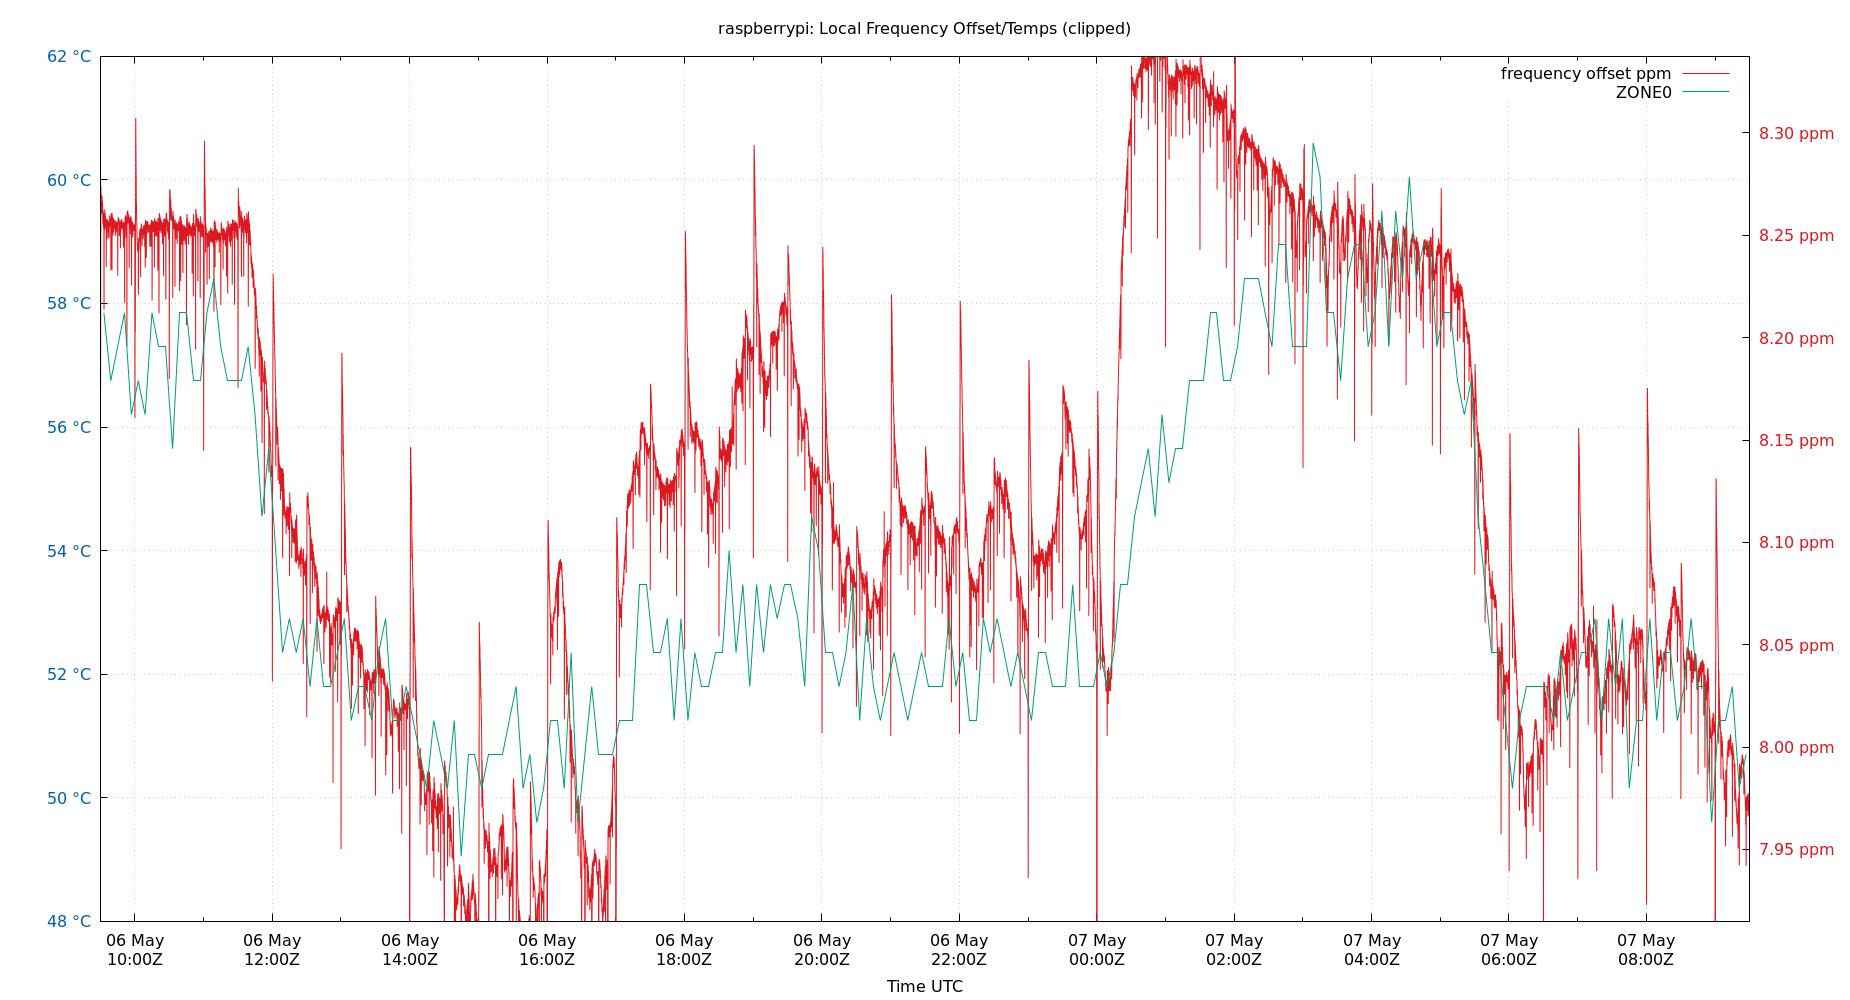 raspberrypi: Local Frequency Offset/Temps (clipped)
frequency offset ppm
ZONE0
62 °C
60 °C
58 °C
56 °C
54 °C
52 °C
50 °C
48 °C
8.30 ppm
8.25 ppm
8.20 ppm
8.15 ppm
8.10 ppm
8.05 ppm
8.00 ppm
7.95 ppm
06 May 06 May 06 May 06 May 06 May 06 May 06 May 07 May 07 May 07 May 07 May 07 May
10:00Z 12:00Z 14:00Z 16:00Z 18:00Z 20:00Z 22:00Z 00:00Z 02:00Z 04:00Z 06:00Z 08:00Z
Time UTC